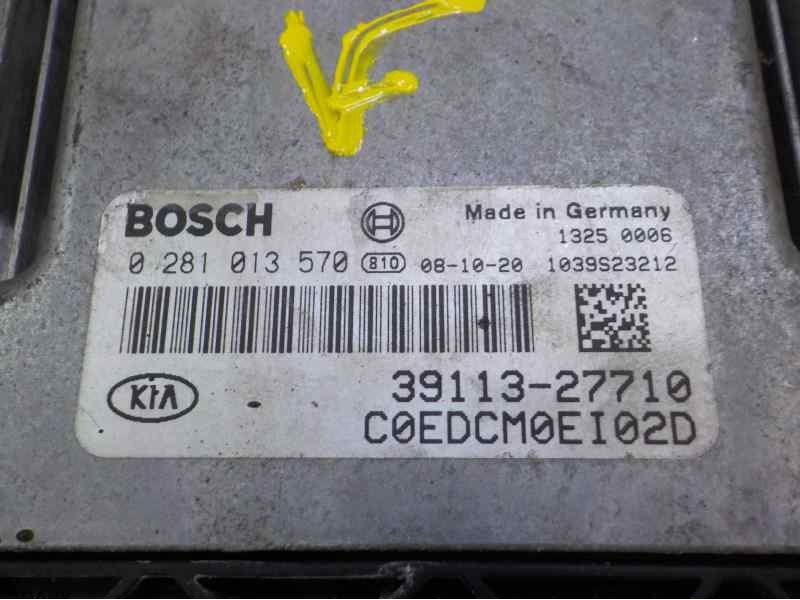 BOSCH
Made in Germany
1325 0006
0 281 013 570 810 08-10-20 1039S23212
KIA
39113-27710
C0EDCM0EI02D